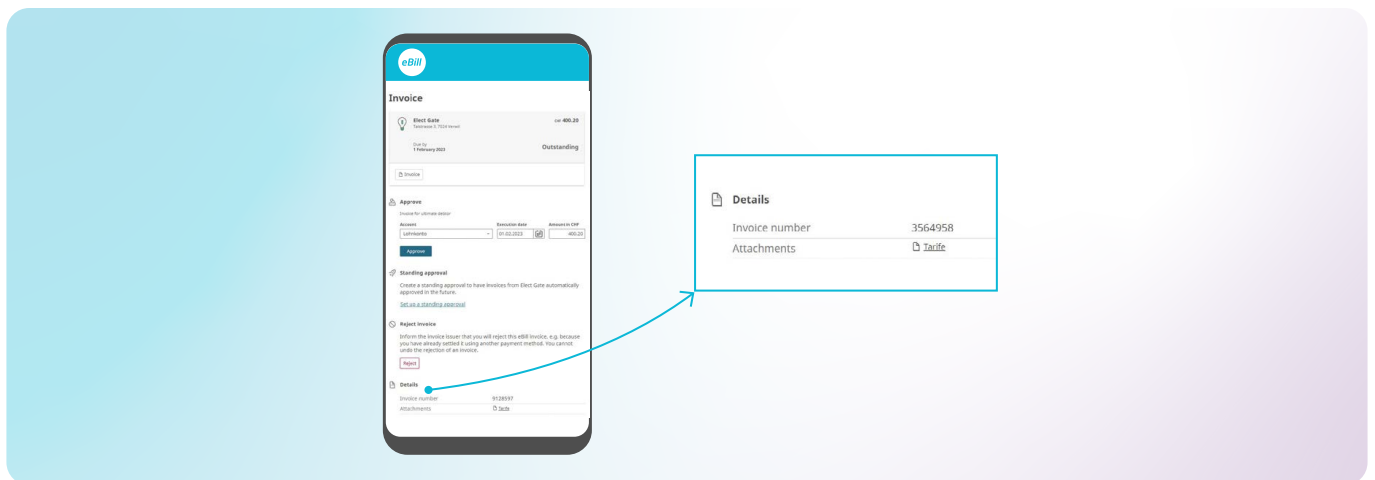 eBill
Invoice
Elect Gate
CHF 400.20
Due by
1 February 2023
Outstanding
Invoice
Approve
Invoice for ultimate debtor
Account
Execution date
Amount in CHF
Lohnkonto
01.02.2023
400.20
Approve
Standing approval
Create a standing approval to have invoices from Elect Gate automatically
approved in the future.
Set up a standing approval
Reject invoice
Inform the invoice issuer that you will reject this eBill invoice, e.g. because
you have already settled it using another payment method. You cannot
undo the rejection of an invoice.
Reject
Details
Invoice number 9128597
Attachments Tarife
Details
Invoice number 3564958
Attachments Tarife